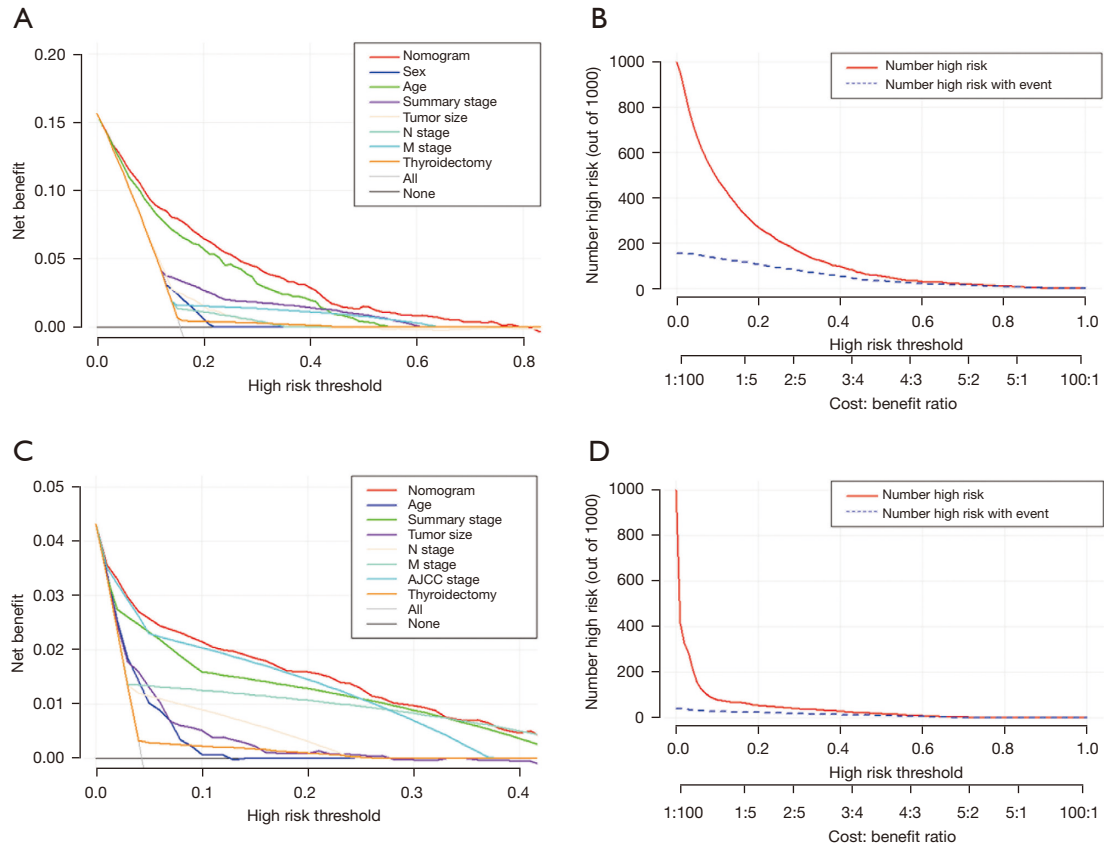 A
0.20
0.15
0.10
0.05
0.00
Net benefit
0.0 0.2 0.4 0.6 0.8
High risk threshold
Nomogram
Sex
Age
Summary stage
Tumor size
N stage
M stage
Thyroidectomy
All
None
B
1000
800
600
400
200
0
Number high risk (out of 1000)
Number high risk
Number high risk with event
0.0 0.2 0.4 0.6 0.8 1.0
High risk threshold
1:100 1:5 2:5 3:4 4:3 5:2 5:1 100:1
Cost: benefit ratio
C
0.05
0.04
0.03
0.02
0.01
0.00
Net benefit
0.0 0.1 0.2 0.3 0.4
High risk threshold
Nomogram
Age
Summary stage
Tumor size
N stage
M stage
AJCC stage
Thyroidectomy
All
None
D
1000
800
600
400
200
0
Number high risk (out of 1000)
Number high risk
Number high risk with event
0.0 0.2 0.4 0.6 0.8 1.0
High risk threshold
1:100 1:5 2:5 3:4 4:3 5:2 5:1 100:1
Cost: benefit ratio